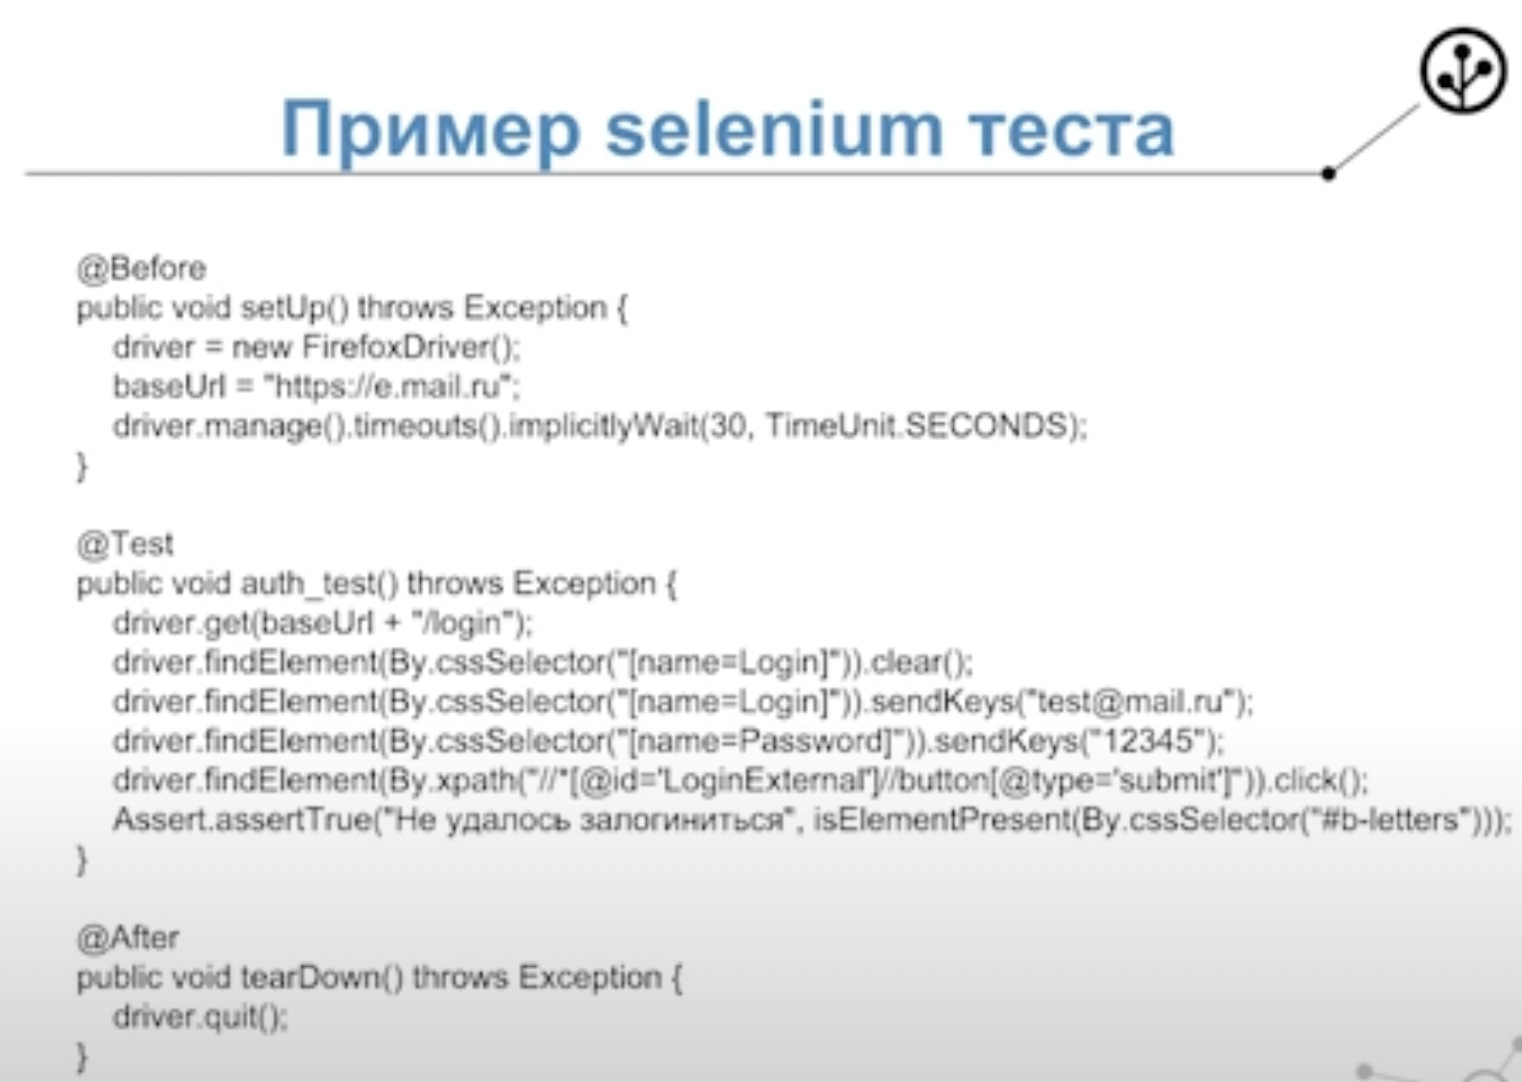 Пример selenium теста
@Before
public void setUp() throws Exception {
driver = new FirefoxDriver();
baseUrl = "https://e.mail.ru";
driver.manage().timeouts().implicitlyWait(30, TimeUnit.SECONDS);
}
@Test
public void auth_test() throws Exception {
driver.get(baseUrl + "/login");
driver.findElement(By.cssSelector("[name=Login]")).clear();
driver.findElement(By.cssSelector("[name=Login]")).sendKeys("test@mail.ru");
driver.findElement(By.cssSelector("[name=Password]")).sendKeys("12345");
driver.findElement(By.xpath("//*[@id='LoginExternal']//button[@type='submit']")).click();
Assert.assertTrue("Не удалось залогиниться", isElementPresent(By.cssSelector("#b-letters")));
}
@After
public void tearDown() throws Exception {
driver.quit();
}